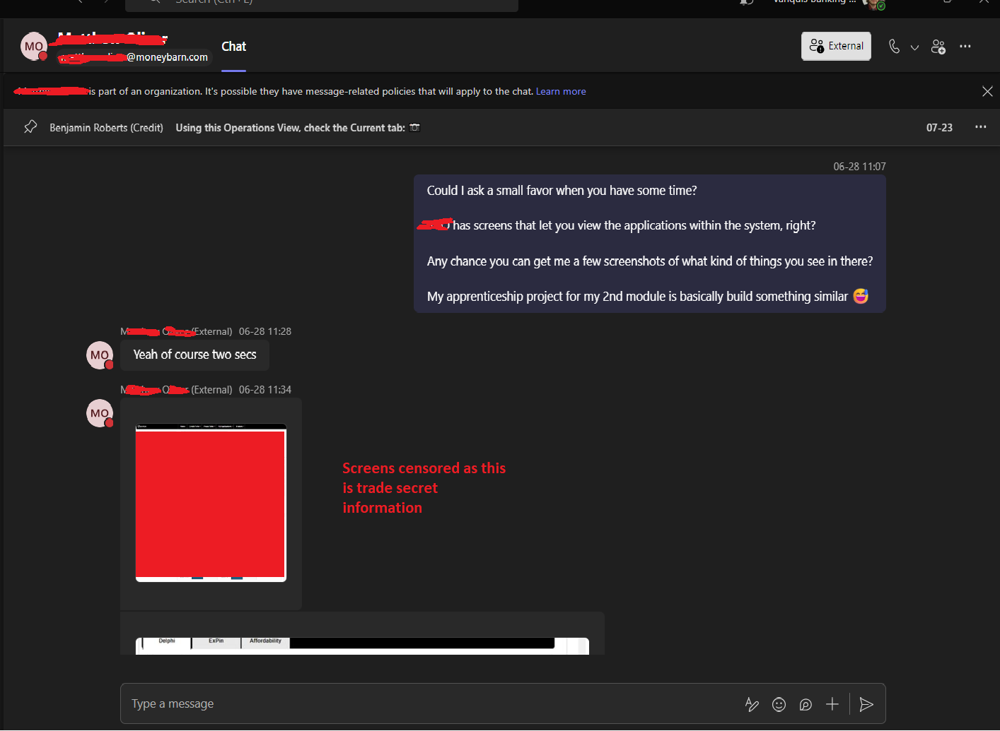 Search (Ctrl+E)
Vanquis Banking ...
MO
@moneybarn.com
Chat
External
is part of an organization. It's possible they have message-related policies that will apply to the chat. Learn more
Benjamin Roberts (Credit) Using this Operations View, check the Current tab: 07-23
06-28 11:07
Could I ask a small favor when you have some time?
has screens that let you view the applications within the system, right?
Any chance you can get me a few screenshots of what kind of things you see in there?
My apprenticeship project for my 2nd module is basically build something similar 😅
(External) 06-28 11:28
MO
Yeah of course two secs
(External) 06-28 11:34
MO
Screens censored as this
is trade secret
information
Delphi ExPin Affordability
Type a message